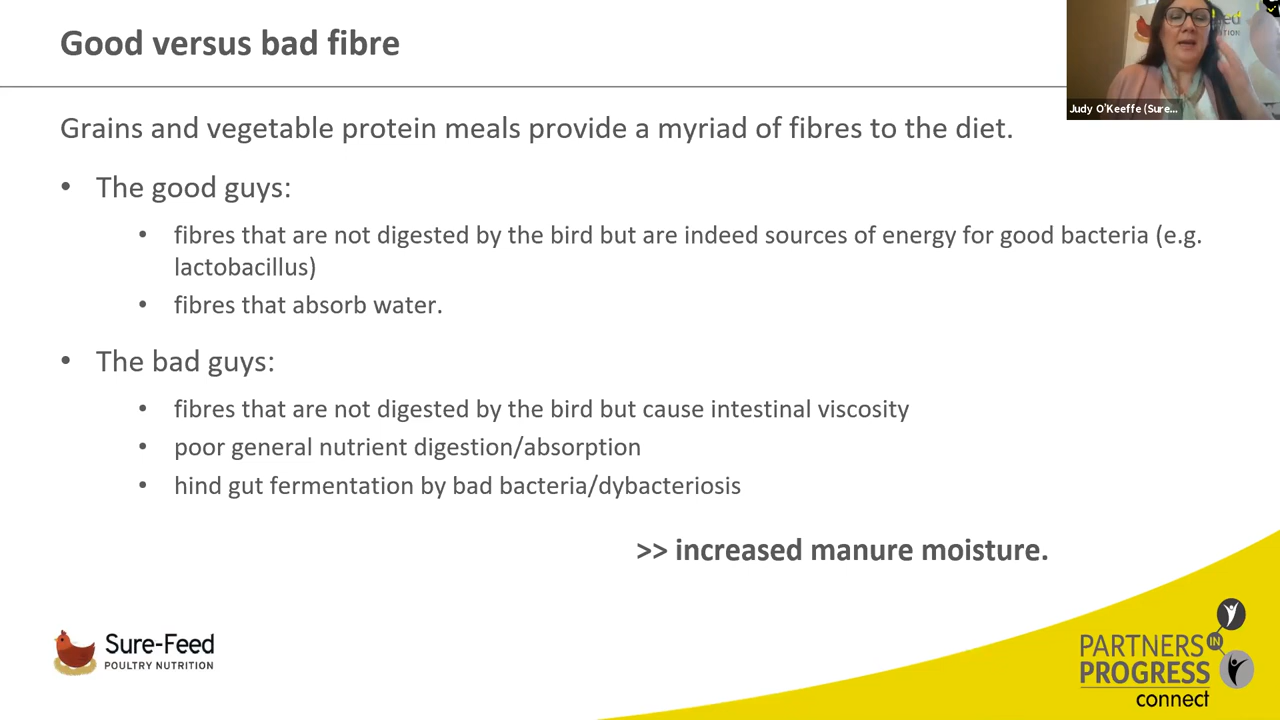 Good versus bad fibre
Judy O'Keeffe (Sure...
Grains and vegetable protein meals provide a myriad of fibres to the diet.
• The good guys:
• fibres that are not digested by the bird but are indeed sources of energy for good bacteria (e.g.
lactobacillus)
• fibres that absorb water.
• The bad guys:
• fibres that are not digested by the bird but cause intestinal viscosity
• poor general nutrient digestion/absorption
• hind gut fermentation by bad bacteria/dybacteriosis
>> increased manure moisture.
Sure-Feed
POULTRY NUTRITION
PARTNERS IN
PROGRESS
connect